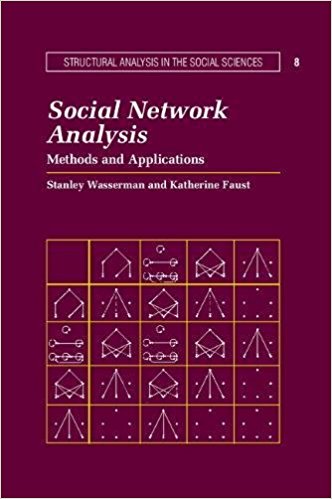 STRUCTURAL ANALYSIS IN THE SOCIAL SCIENCES 8
Social Network
Analysis
Methods and Applications
Stanley Wasserman and Katherine Faust